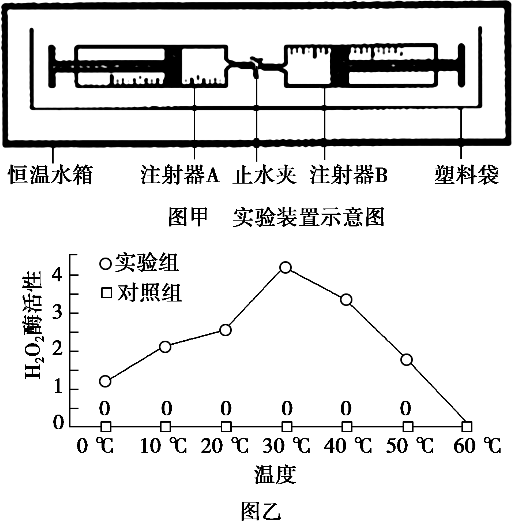 恒温水箱 注射器A 止水夹 注射器B 塑料袋
图甲 实验装置示意图
H₂O₂酶活性
4
3
2
1
0
○实验组
□对照组
0 0 0 0 0 0
0 ℃ 10 ℃ 20 ℃ 30 ℃ 40 ℃ 50 ℃ 60 ℃
温度
图乙